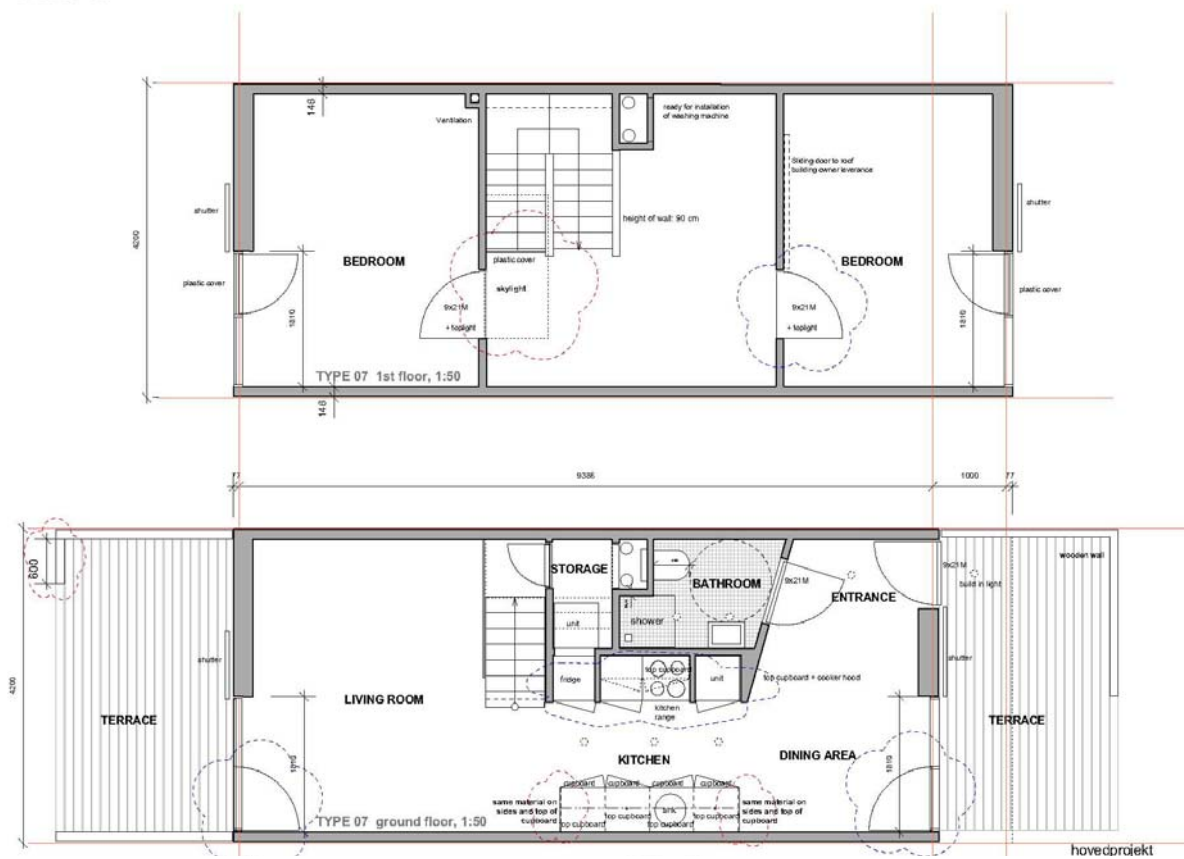 148
Ventilation
ready for installation
of washing machine
Sliding door to roof
building owner leverance
shutter
4200
height of wall: 90 cm
shutter
BEDROOM
plastic cover
BEDROOM
plastic cover
skylight
9x21M
9x21M
plastic cover
1810
+ toplight
+ toplight
1810
TYPE 07 1st floor, 1:50
148
77
9386
1000
77
600
STORAGE
BATHROOM
9x21M
ENTRANCE
9x21M
wooden wall
build in light
unit
shower
4200
shutter
LIVING ROOM
fridge
top cupboard
unit
top cupboard + cooker hood
shutter
kitchen
range
TERRACE
TERRACE
KITCHEN
DINING AREA
1810
1810
cupboard
cupboard
cupboard
cupboard
same material on
sides and top of
cupboard
sink
same material on
sides and top of
cupboard
top cupboard
top cupboard
top cupboard
top cupboard
TYPE 07 ground floor, 1:50
hovedprojekt